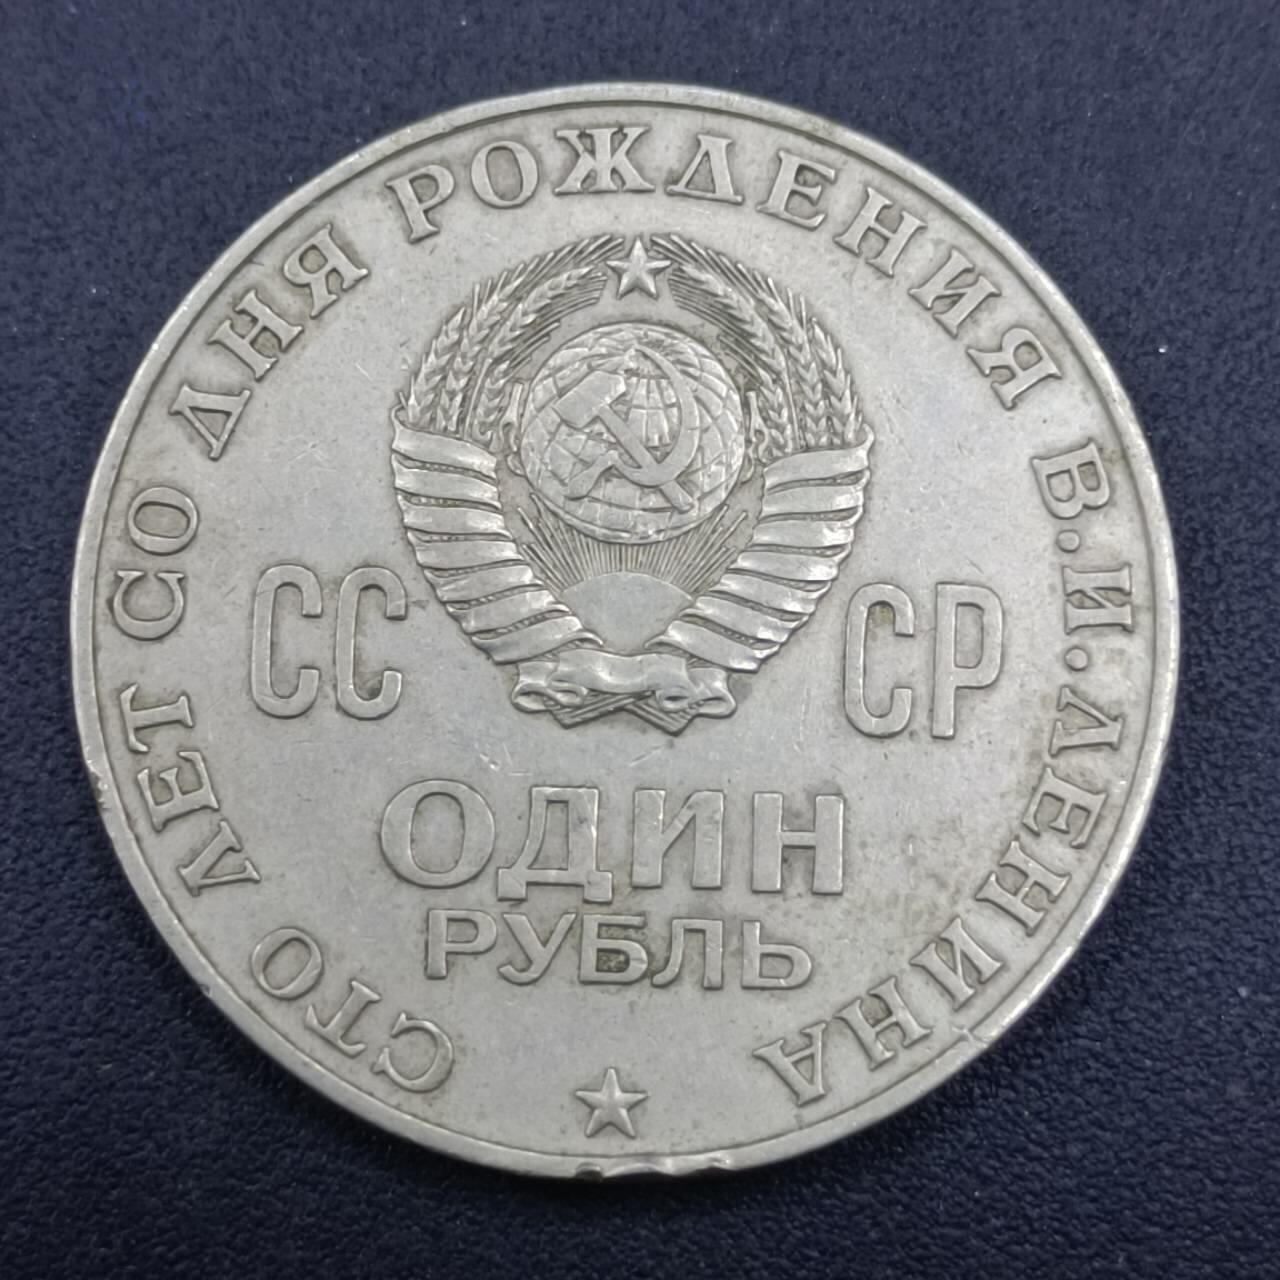 СТО ЛЕТ СО ДНЯ РОЖДЕНИЯ В.И.ЛЕНИНА
СС СР
ОДИН
РУБЛЬ